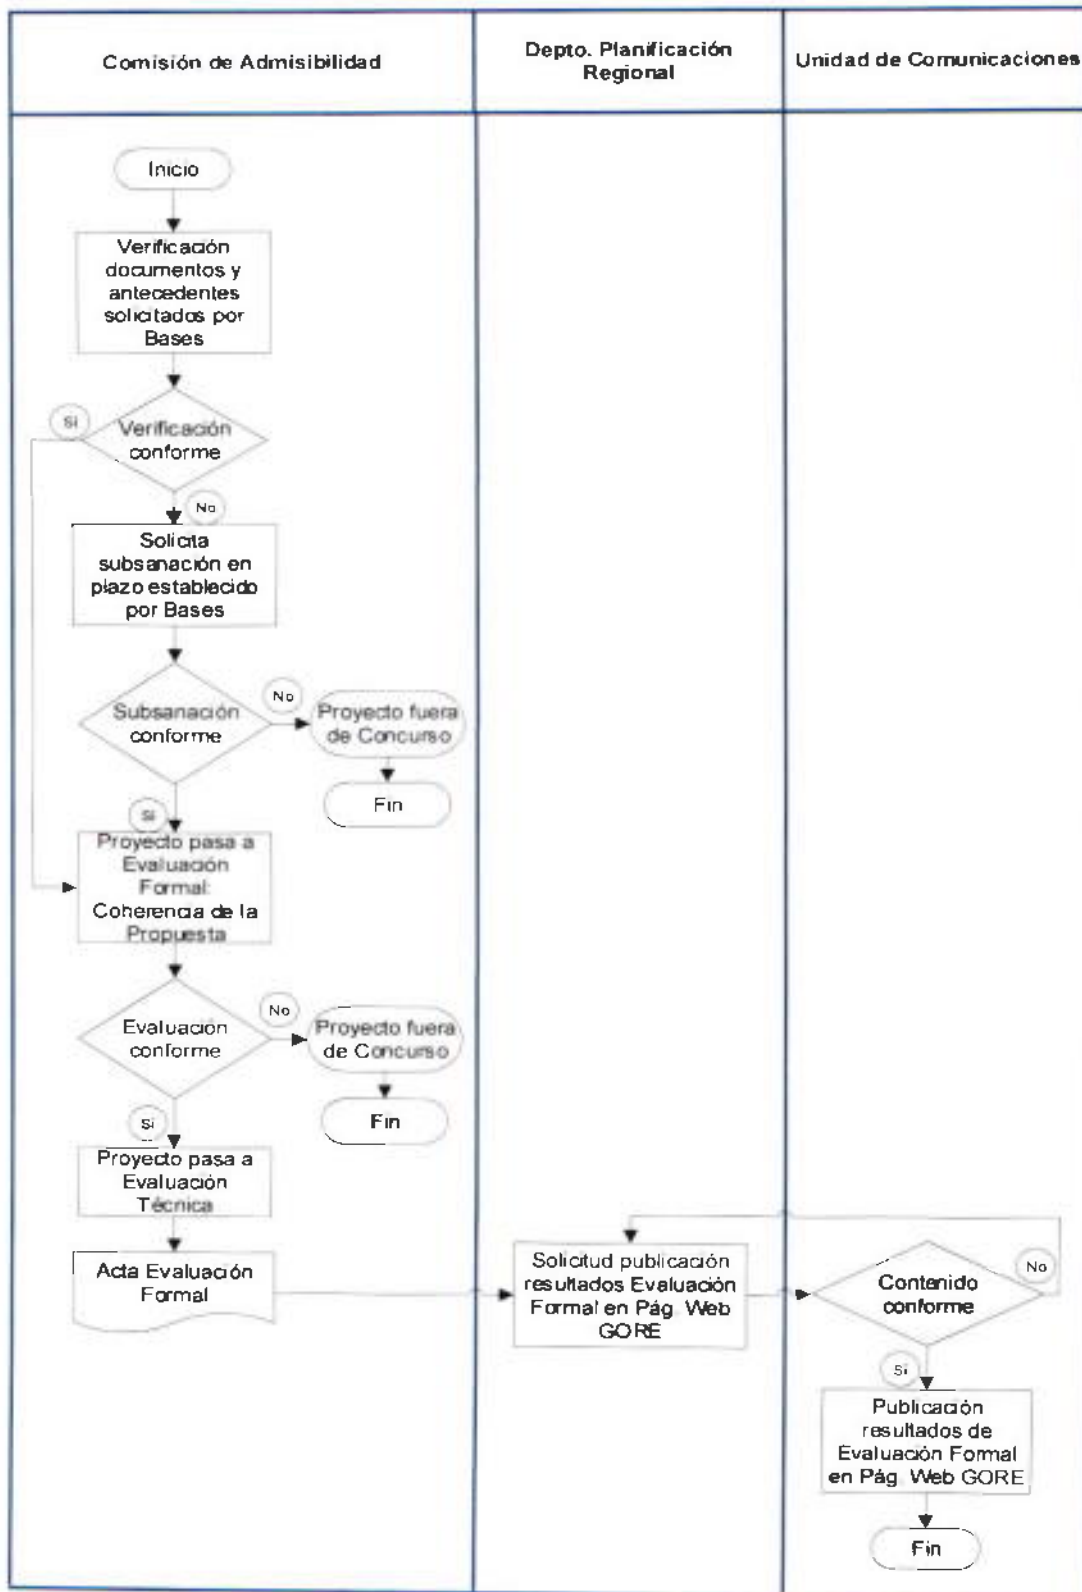 Comisión de Admisibilidad
Depto. Planificación
Regional
Unidad de Comunicaciones
Inicio
Verificación
documentos y
antecedentes
solicitados por
Bases
Si
Verificación
conforme
No
Solicita
subsanación en
plazo establecido
por Bases
Subsanación
conforme
No
Proyecto fuera
de Concurso
Fin
Si
Proyecto pasa a
Evaluación
Formal:
Coherencia de la
Propuesta
Evaluación
conforme
No
Proyecto fuera
de Concurso
Fin
Si
Proyecto pasa a
Evaluación
Técnica
Acta Evaluación
Formal
Solicitud publicación
resultados Evaluación
Formal en Pág. Web
GORE
Contenido
conforme
No
Si
Publicación
resultados de
Evaluación Formal
en Pág. Web GORE
Fin